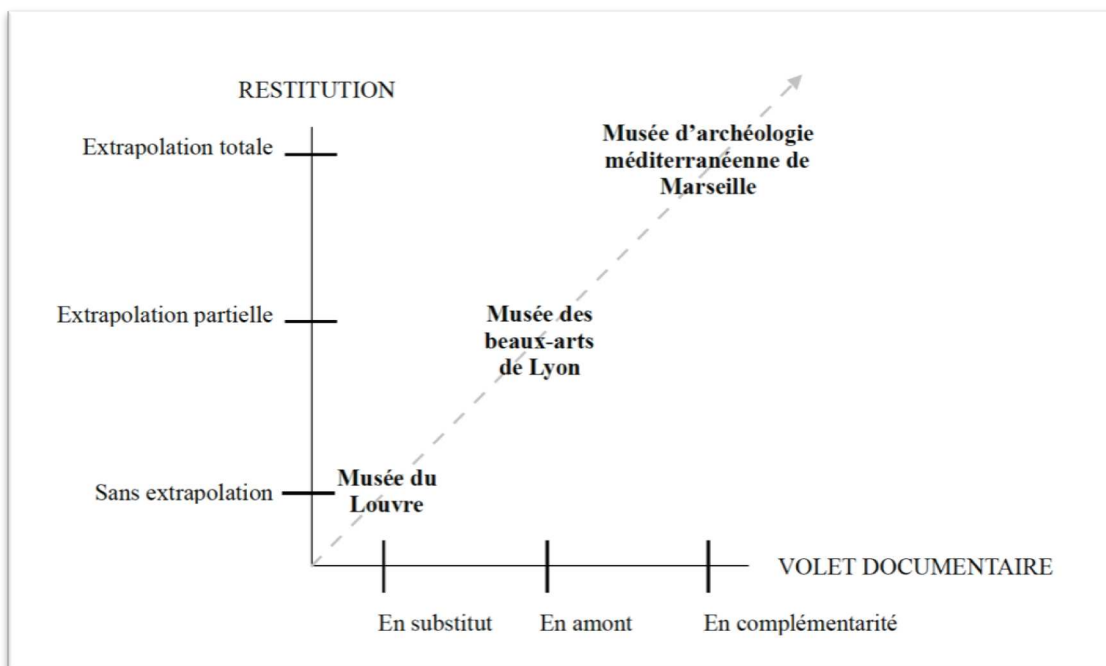 RESTITUTION
Extrapolation totale
Musée d'archéologie
méditerranéenne de
Marseille
Extrapolation partielle
Musée des
beaux-arts
de Lyon
Sans extrapolation
Musée du
Louvre
VOLET DOCUMENTAIRE
En substitut
En amont
En complémentarité